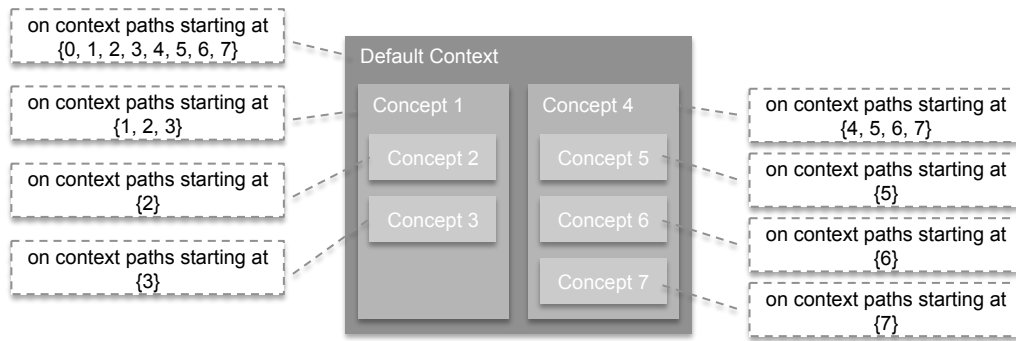 on context paths starting at
{0, 1, 2, 3, 4, 5, 6, 7}
on context paths starting at
{1, 2, 3}
on context paths starting at
{2}
on context paths starting at
{3}
Default Context
Concept 1
Concept 2
Concept 3
Concept 4
Concept 5
Concept 6
Concept 7
on context paths starting at
{4, 5, 6, 7}
on context paths starting at
{5}
on context paths starting at
{6}
on context paths starting at
{7}